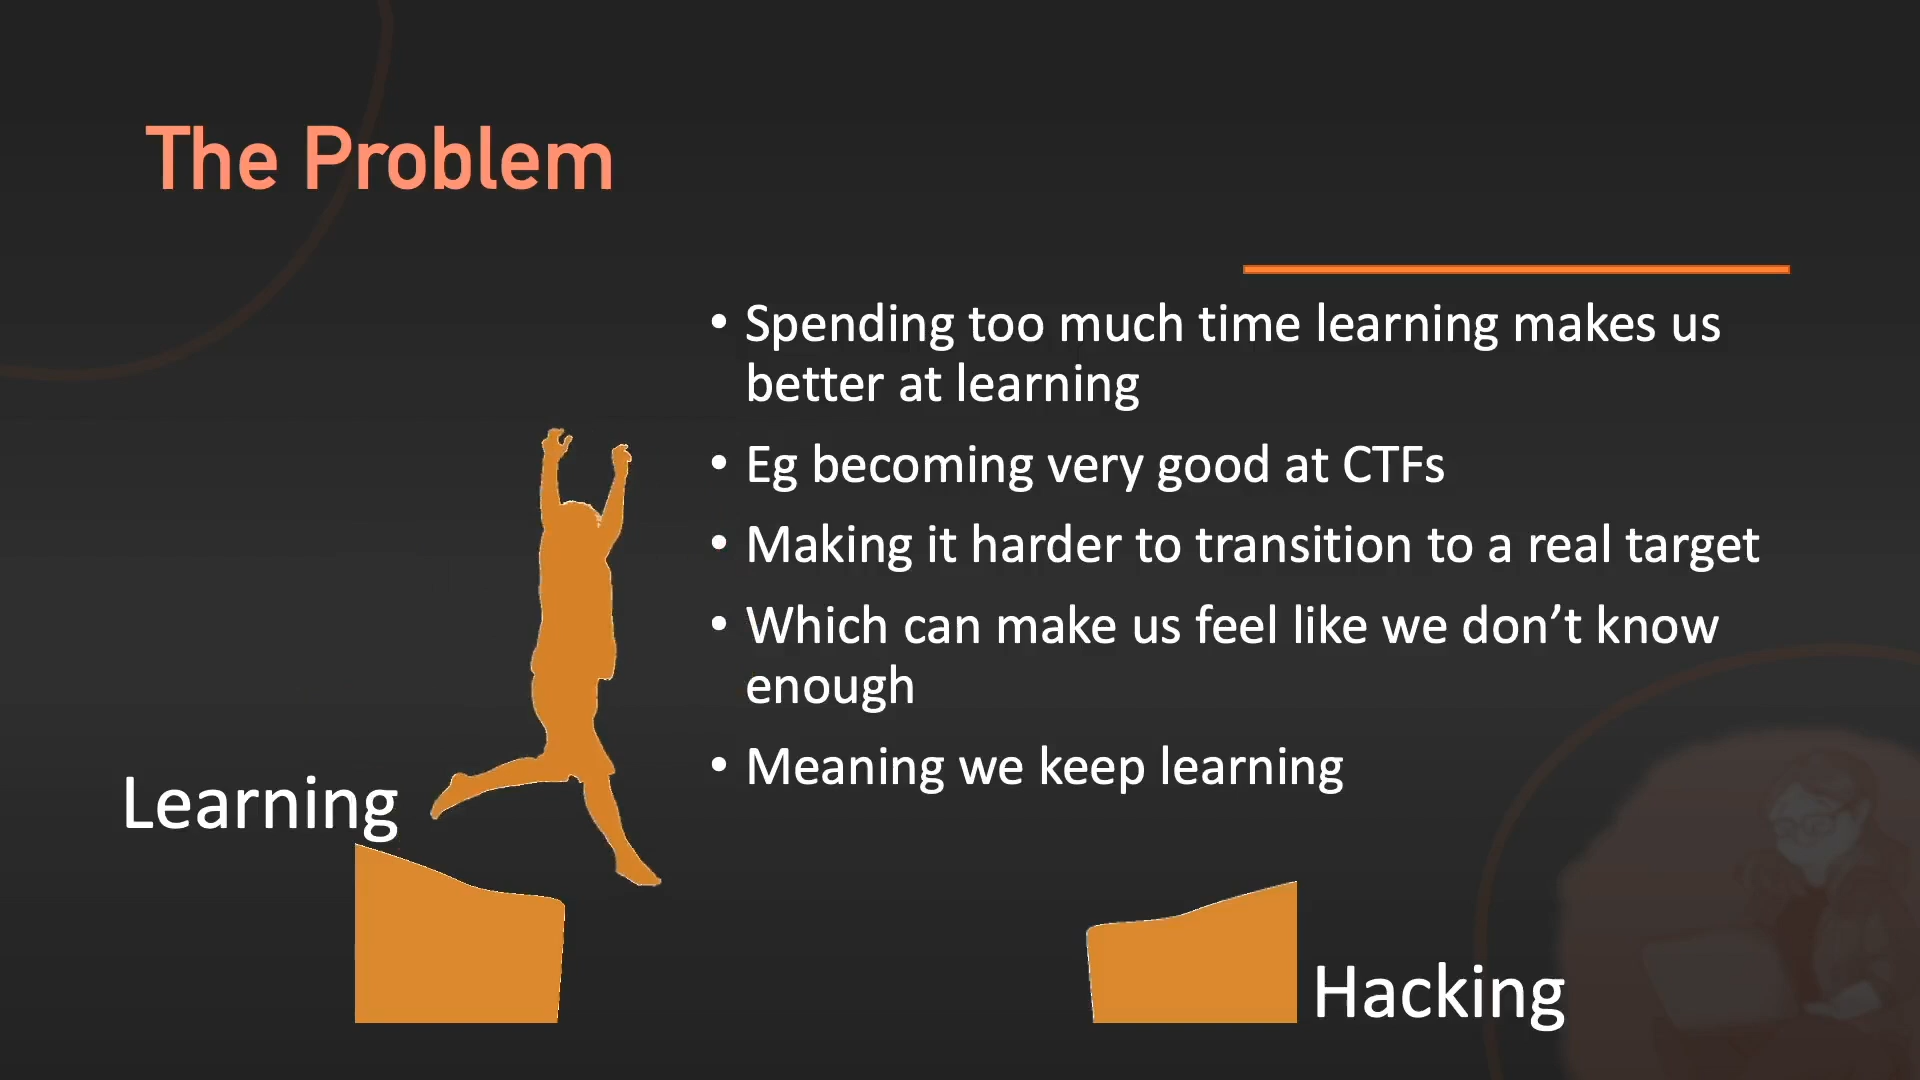 The Problem
• Spending too much time learning makes us
better at learning
• Eg becoming very good at CTFs
• Making it harder to transition to a real target
• Which can make us feel like we don’t know
enough
• Meaning we keep learning
Learning
Hacking